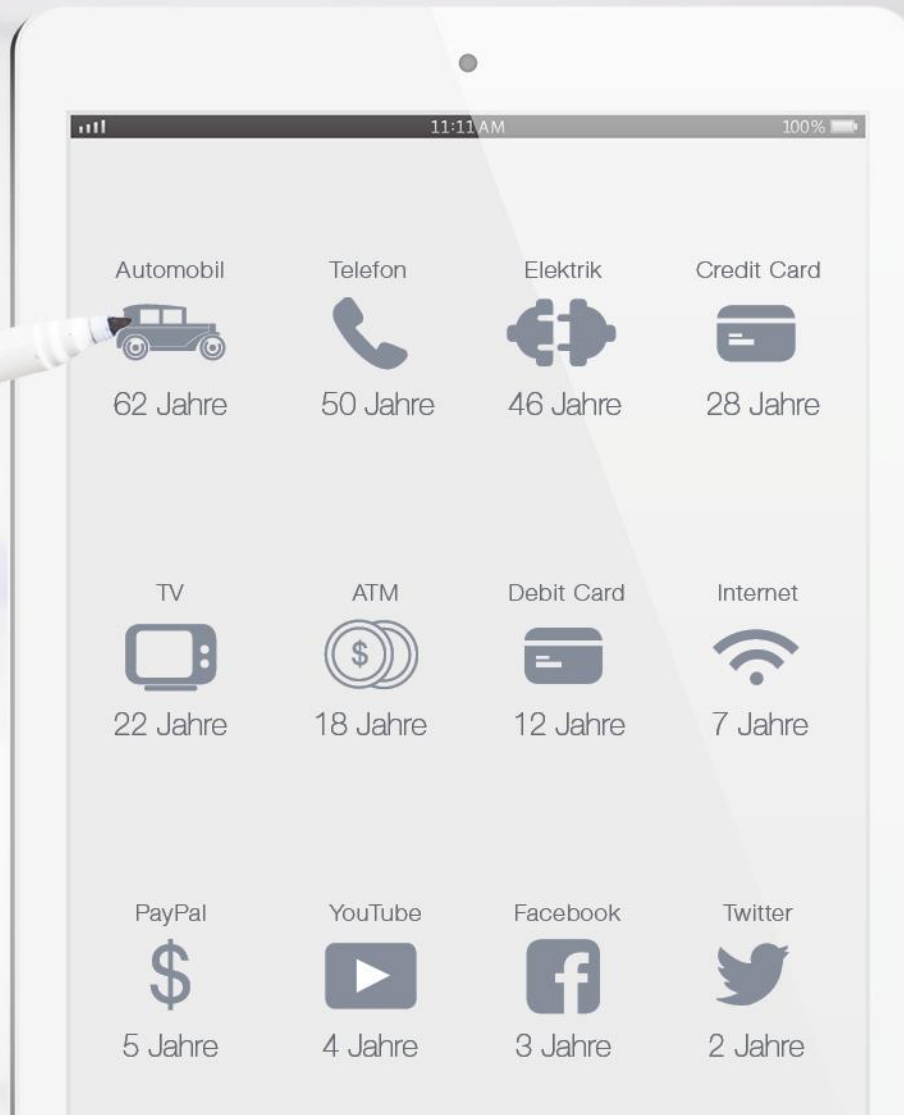 11:11 AM 100%
Automobil Telefon Elektrik Credit Card
$
62 Jahre 50 Jahre 46 Jahre 28 Jahre
TV ATM Debit Card Internet
$
22 Jahre 18 Jahre 12 Jahre 7 Jahre
PayPal YouTube Facebook Twitter
$ f
5 Jahre 4 Jahre 3 Jahre 2 Jahre